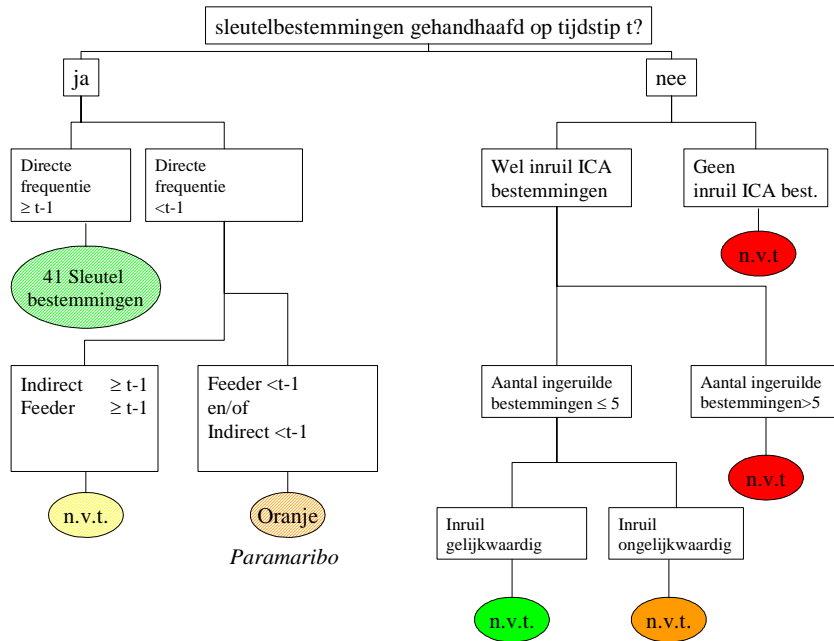 sleutelbestemmingen gehandhaafd op tijdstip t?
ja
nee
Directe
frequentie
≥ t-1
Directe
frequentie
<t-1
Wel inruil ICA
bestemmingen
Geen
inruil ICA best.
41 Sleutel
bestemmingen
n.v.t
Indirect ≥ t-1
Feeder ≥ t-1
Feeder <t-1
en/of
Indirect <t-1
Aantal ingeruilde
bestemmingen ≤ 5
Aantal ingeruilde
bestemmingen>5
n.v.t.
Oranje
Paramaribo
n.v.t
Inruil
gelijkwaardig
Inruil
ongelijkwaardig
n.v.t.
n.v.t.